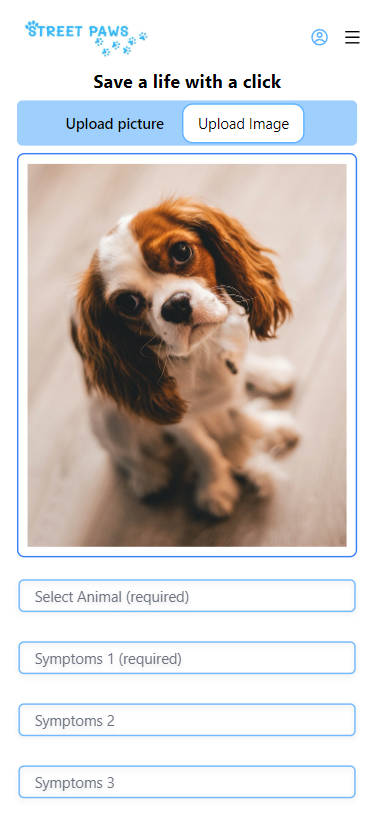 STREET PAWS
Save a life with a click
Upload picture Upload Image
Select Animal (required)
Symptoms 1 (required)
Symptoms 2
Symptoms 3